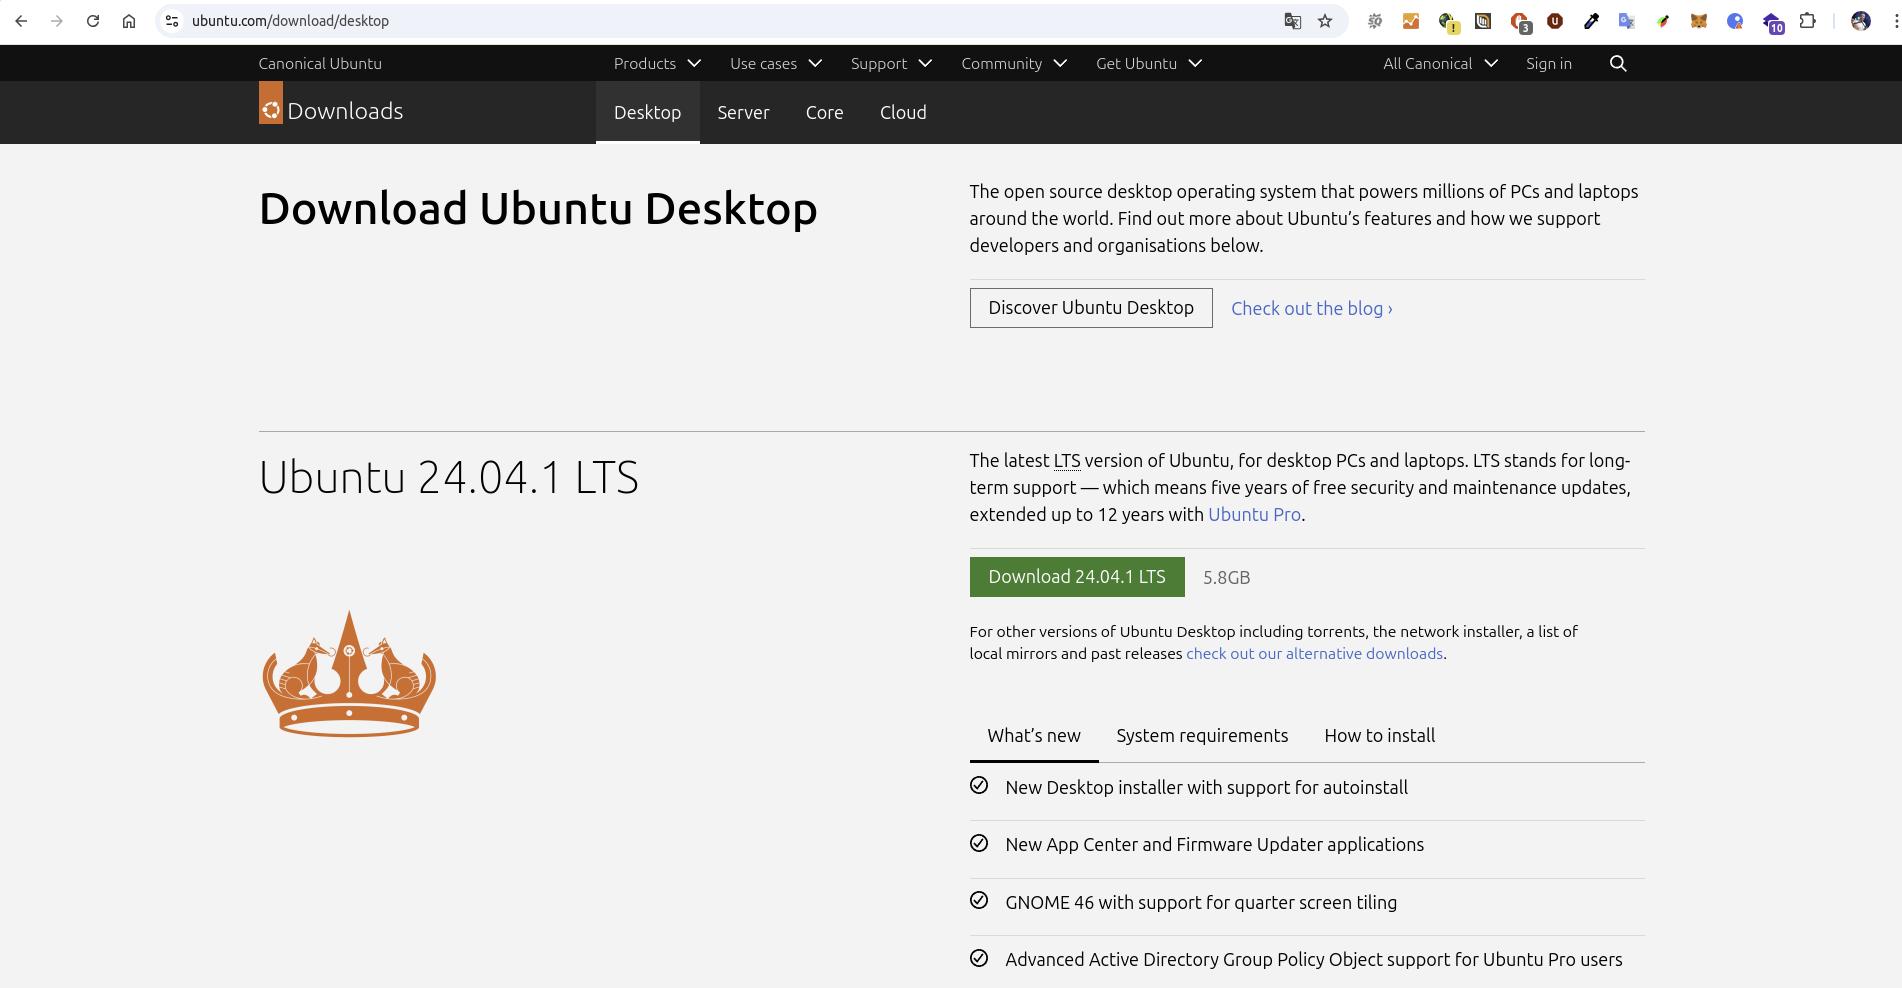 ubuntu.com/download/desktop
!
3
10
Canonical Ubuntu
Products
Use cases
Support
Community
Get Ubuntu
All Canonical
Sign in
Downloads
Desktop
Server
Core
Cloud
Download Ubuntu Desktop
The open source desktop operating system that powers millions of PCs and laptops
around the world. Find out more about Ubuntu’s features and how we support
developers and organisations below.
Discover Ubuntu Desktop
Check out the blog ›
Ubuntu 24.04.1 LTS
The latest LTS version of Ubuntu, for desktop PCs and laptops. LTS stands for long-
term support — which means five years of free security and maintenance updates,
extended up to 12 years with Ubuntu Pro.
Download 24.04.1 LTS
5.8GB
For other versions of Ubuntu Desktop including torrents, the network installer, a list of
local mirrors and past releases check out our alternative downloads.
What’s new
System requirements
How to install
New Desktop installer with support for autoinstall
New App Center and Firmware Updater applications
GNOME 46 with support for quarter screen tiling
Advanced Active Directory Group Policy Object support for Ubuntu Pro users